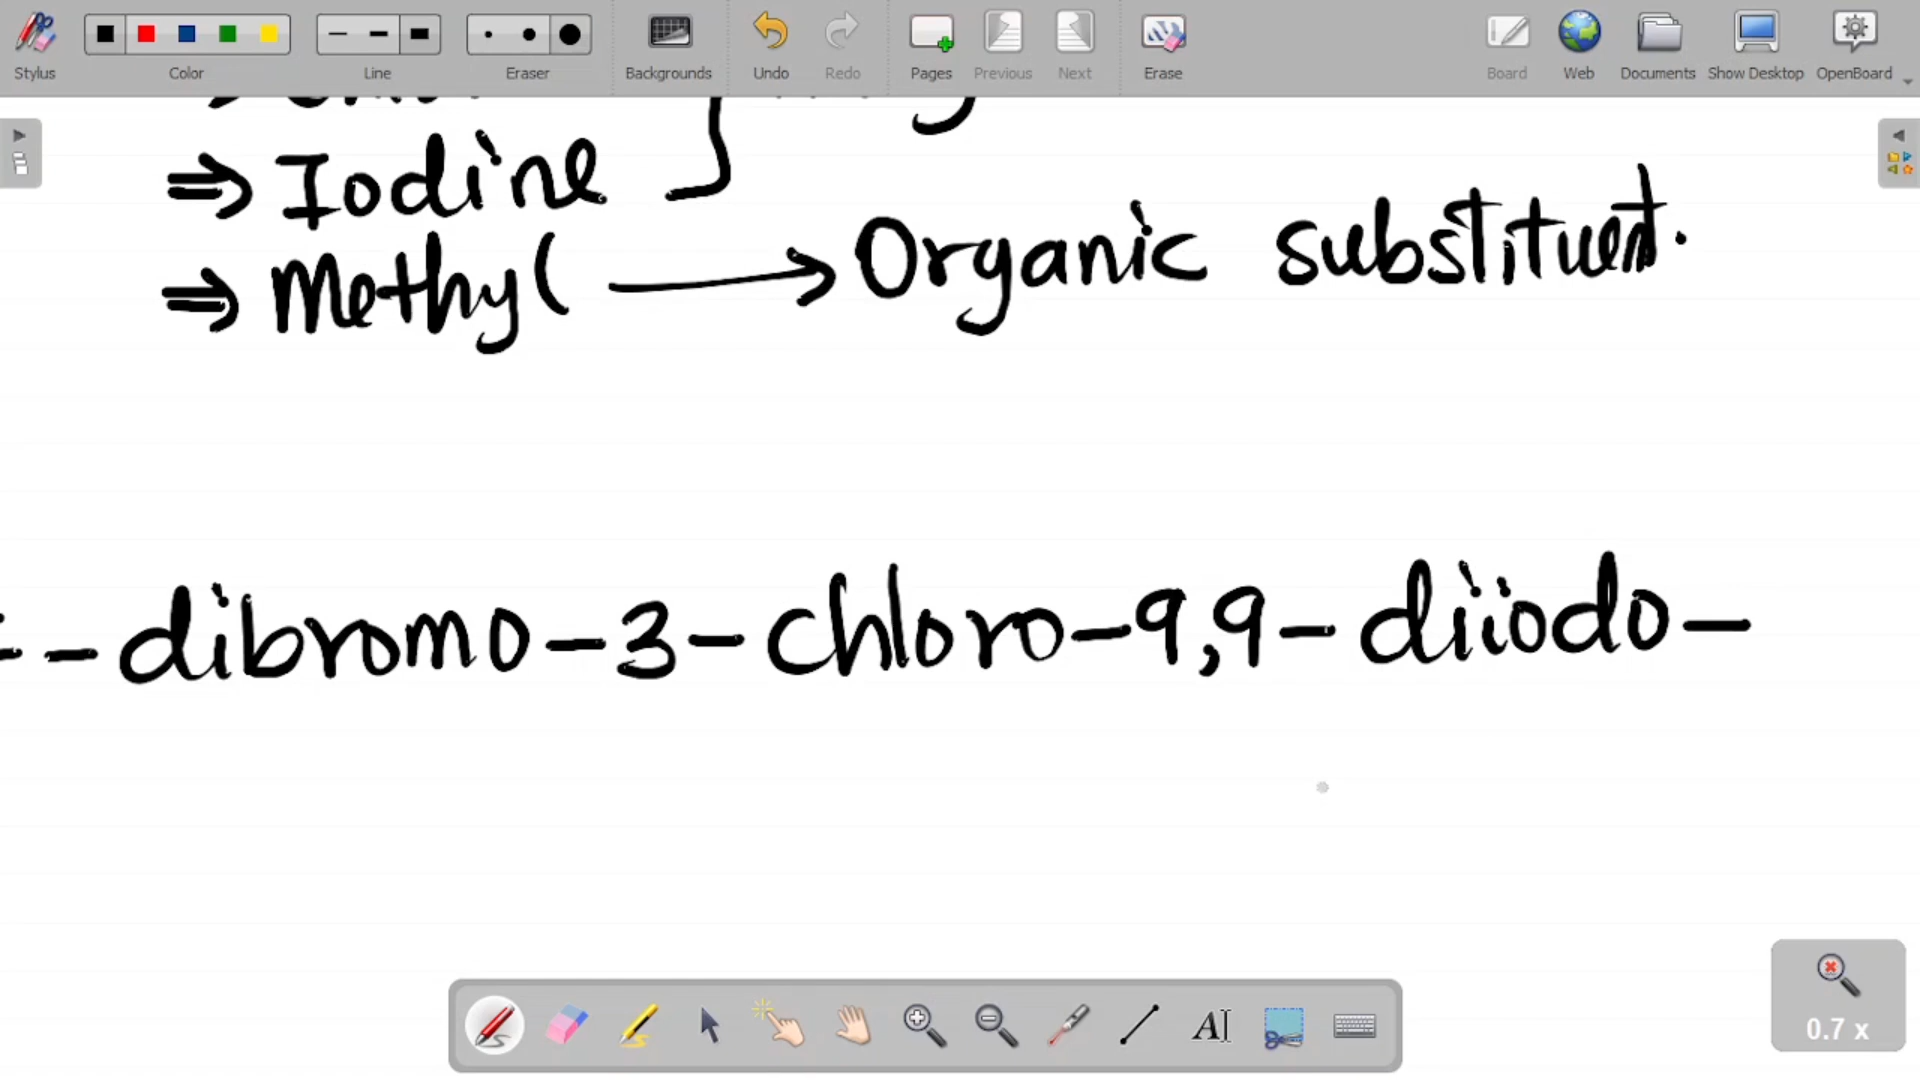 Stylus Color Line Eraser Backgrounds Undo Redo Pages Previous Next Erase Board Web Documents Show Desktop OpenBoard
⇒ Iodine
⇒ Methyl → Organic substituent.
- dibromo - 3 - chloro - 9,9 - diiodo -
0.7 x